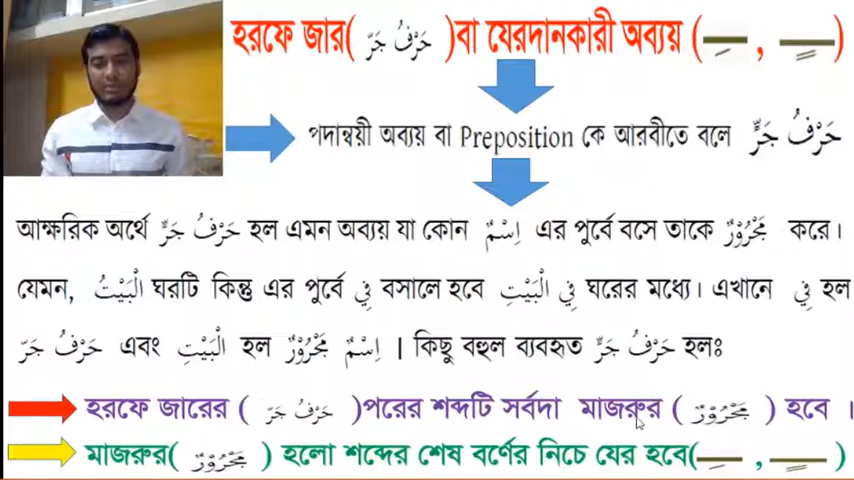 হরফে জার( حَرْفُ جَرّ )বা যেরদানকারী অব্যয় ( ـِ , ـٍ )
পদান্বয়ী অব্যয় বা Preposition কে আরবীতে বলে حَرْفُ جَرٍّ
আক্ষরিক অর্থে حَرْفُ جَرٍّ হল এমন অব্যয় যা কোন اِسْمٌ এর পুর্বে বসে তাকে مَجْرُوْرٌ করে।
যেমন, الْبَيْتُ ঘরটি কিন্তু এর পুর্বে فِي বসালে হবে فِي الْبَيْتِ ঘরের মধ্যে। এখানে فِي হল
حَرْفُ جَرّ এবং الْبَيْتِ হল اِسْمٌ مَجْرُوْرٌ । কিছু বহুল ব্যবহৃত حَرْفُ جَرٍّ হলঃ
হরফে জারের ( حَرْفُ جَرّ )পরের শব্দটি সর্বদা মাজরুর ( مَجْرُوْرٌ ) হবে ।
মাজরুর( مَجْرُوْرٌ ) হলো শব্দের শেষ বর্ণের নিচে যের হবে( ـِ , ـٍ )